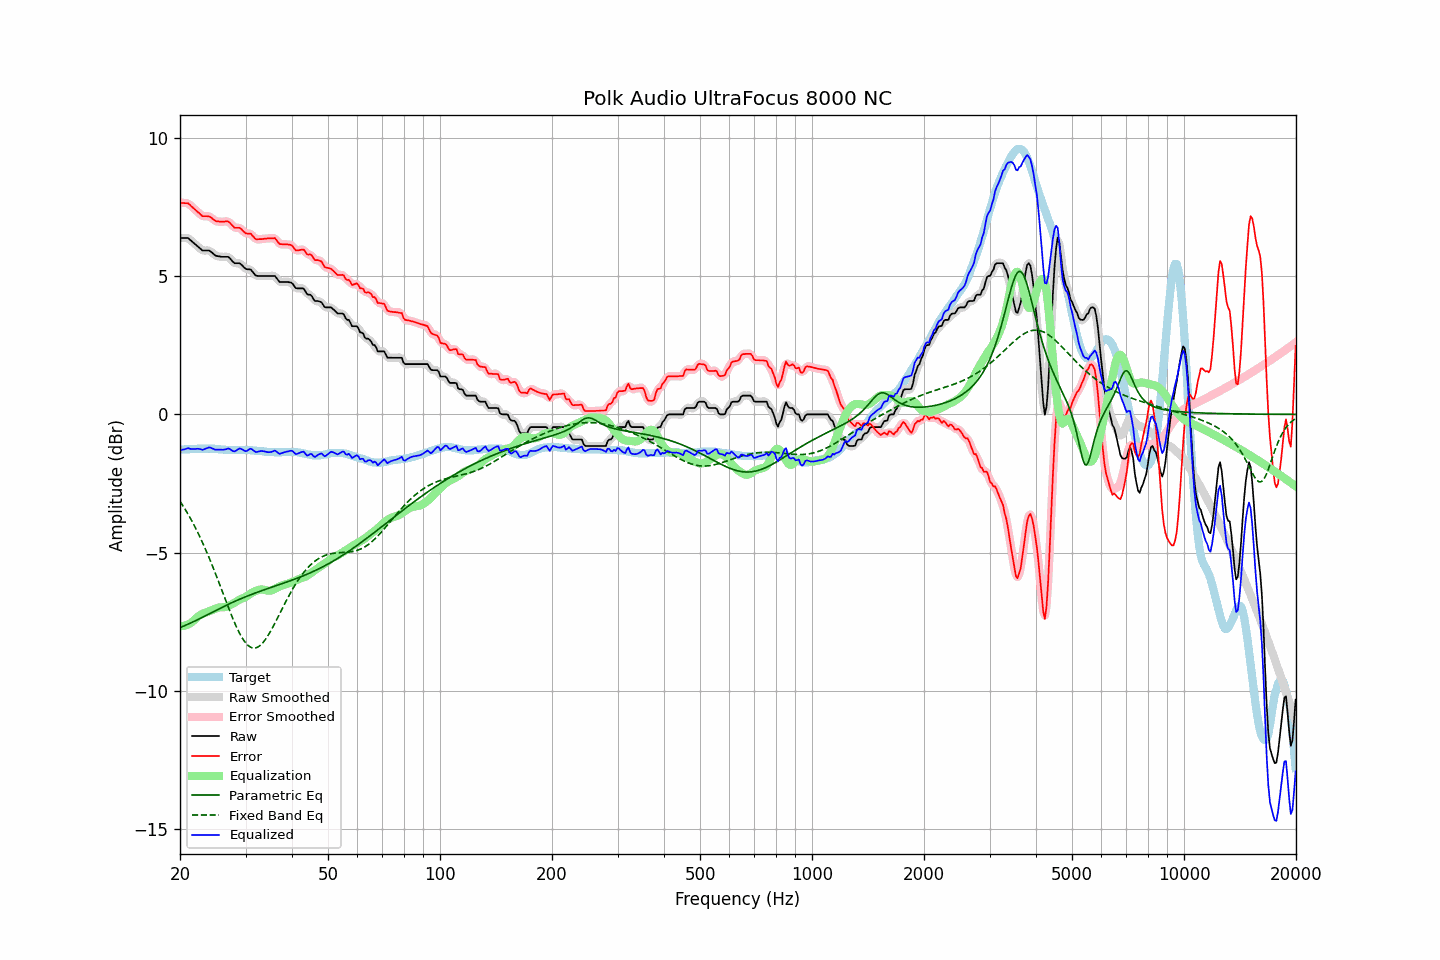 Polk Audio UltraFocus 8000 NC
Amplitude (dBr)
10
5
0
−5
−10
−15
Target
Raw Smoothed
Error Smoothed
Raw
Error
Equalization
Parametric Eq
Fixed Band Eq
Equalized
20 50 100 200 500 1000 2000 5000 10000 20000
Frequency (Hz)